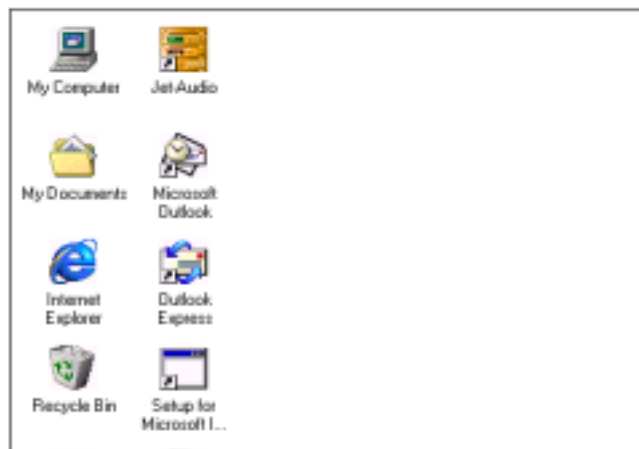 My Computer
Jet-Audio
My Documents
Microsoft
Outlook
Internet
Explorer
Outlook
Express
Recycle Bin
Setup for
Microsoft I...